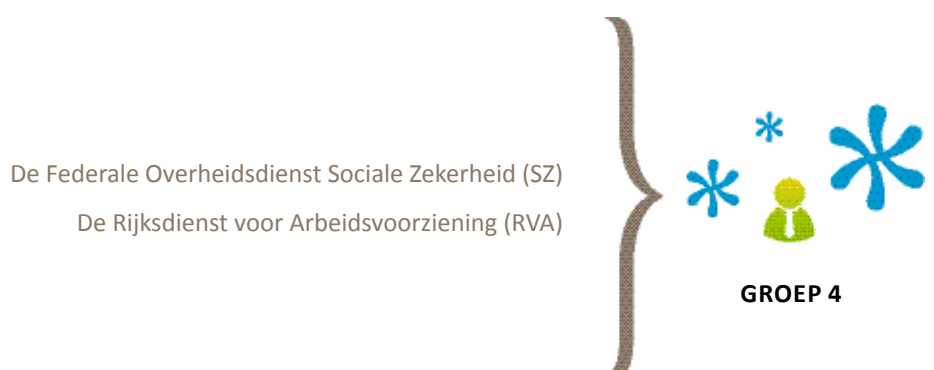 De Federale Overheidsdienst Sociale Zekerheid (SZ)
De Rijksdienst voor Arbeidsvoorziening (RVA)
GROEP 4